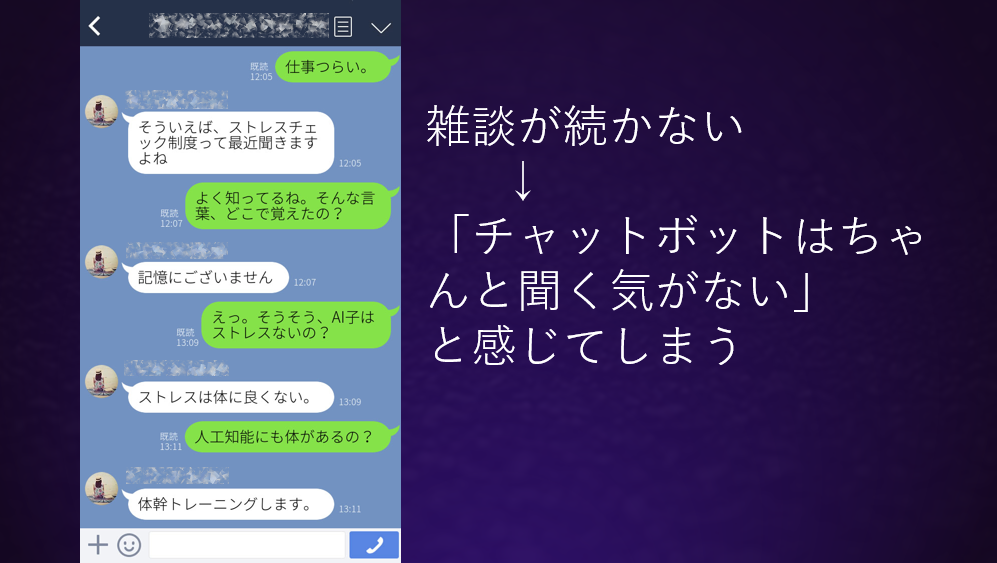 既読
12:05
仕事つらい。
そういえば、ストレスチェ
ック制度って最近聞きます
よね
12:05
既読
12:07
よく知ってるね。そんな言
葉、どこで覚えたの？
記憶にございません
12:07
既読
13:09
えっ。そうそう、AI子は
ストレスないの？
ストレスは体に良くない。
13:09
既読
13:11
人工知能にも体があるの？
体幹トレーニングします。
13:11
雑談が続かない
↓
「チャットボットはちゃ
んと聞く気がない」
と感じてしまう